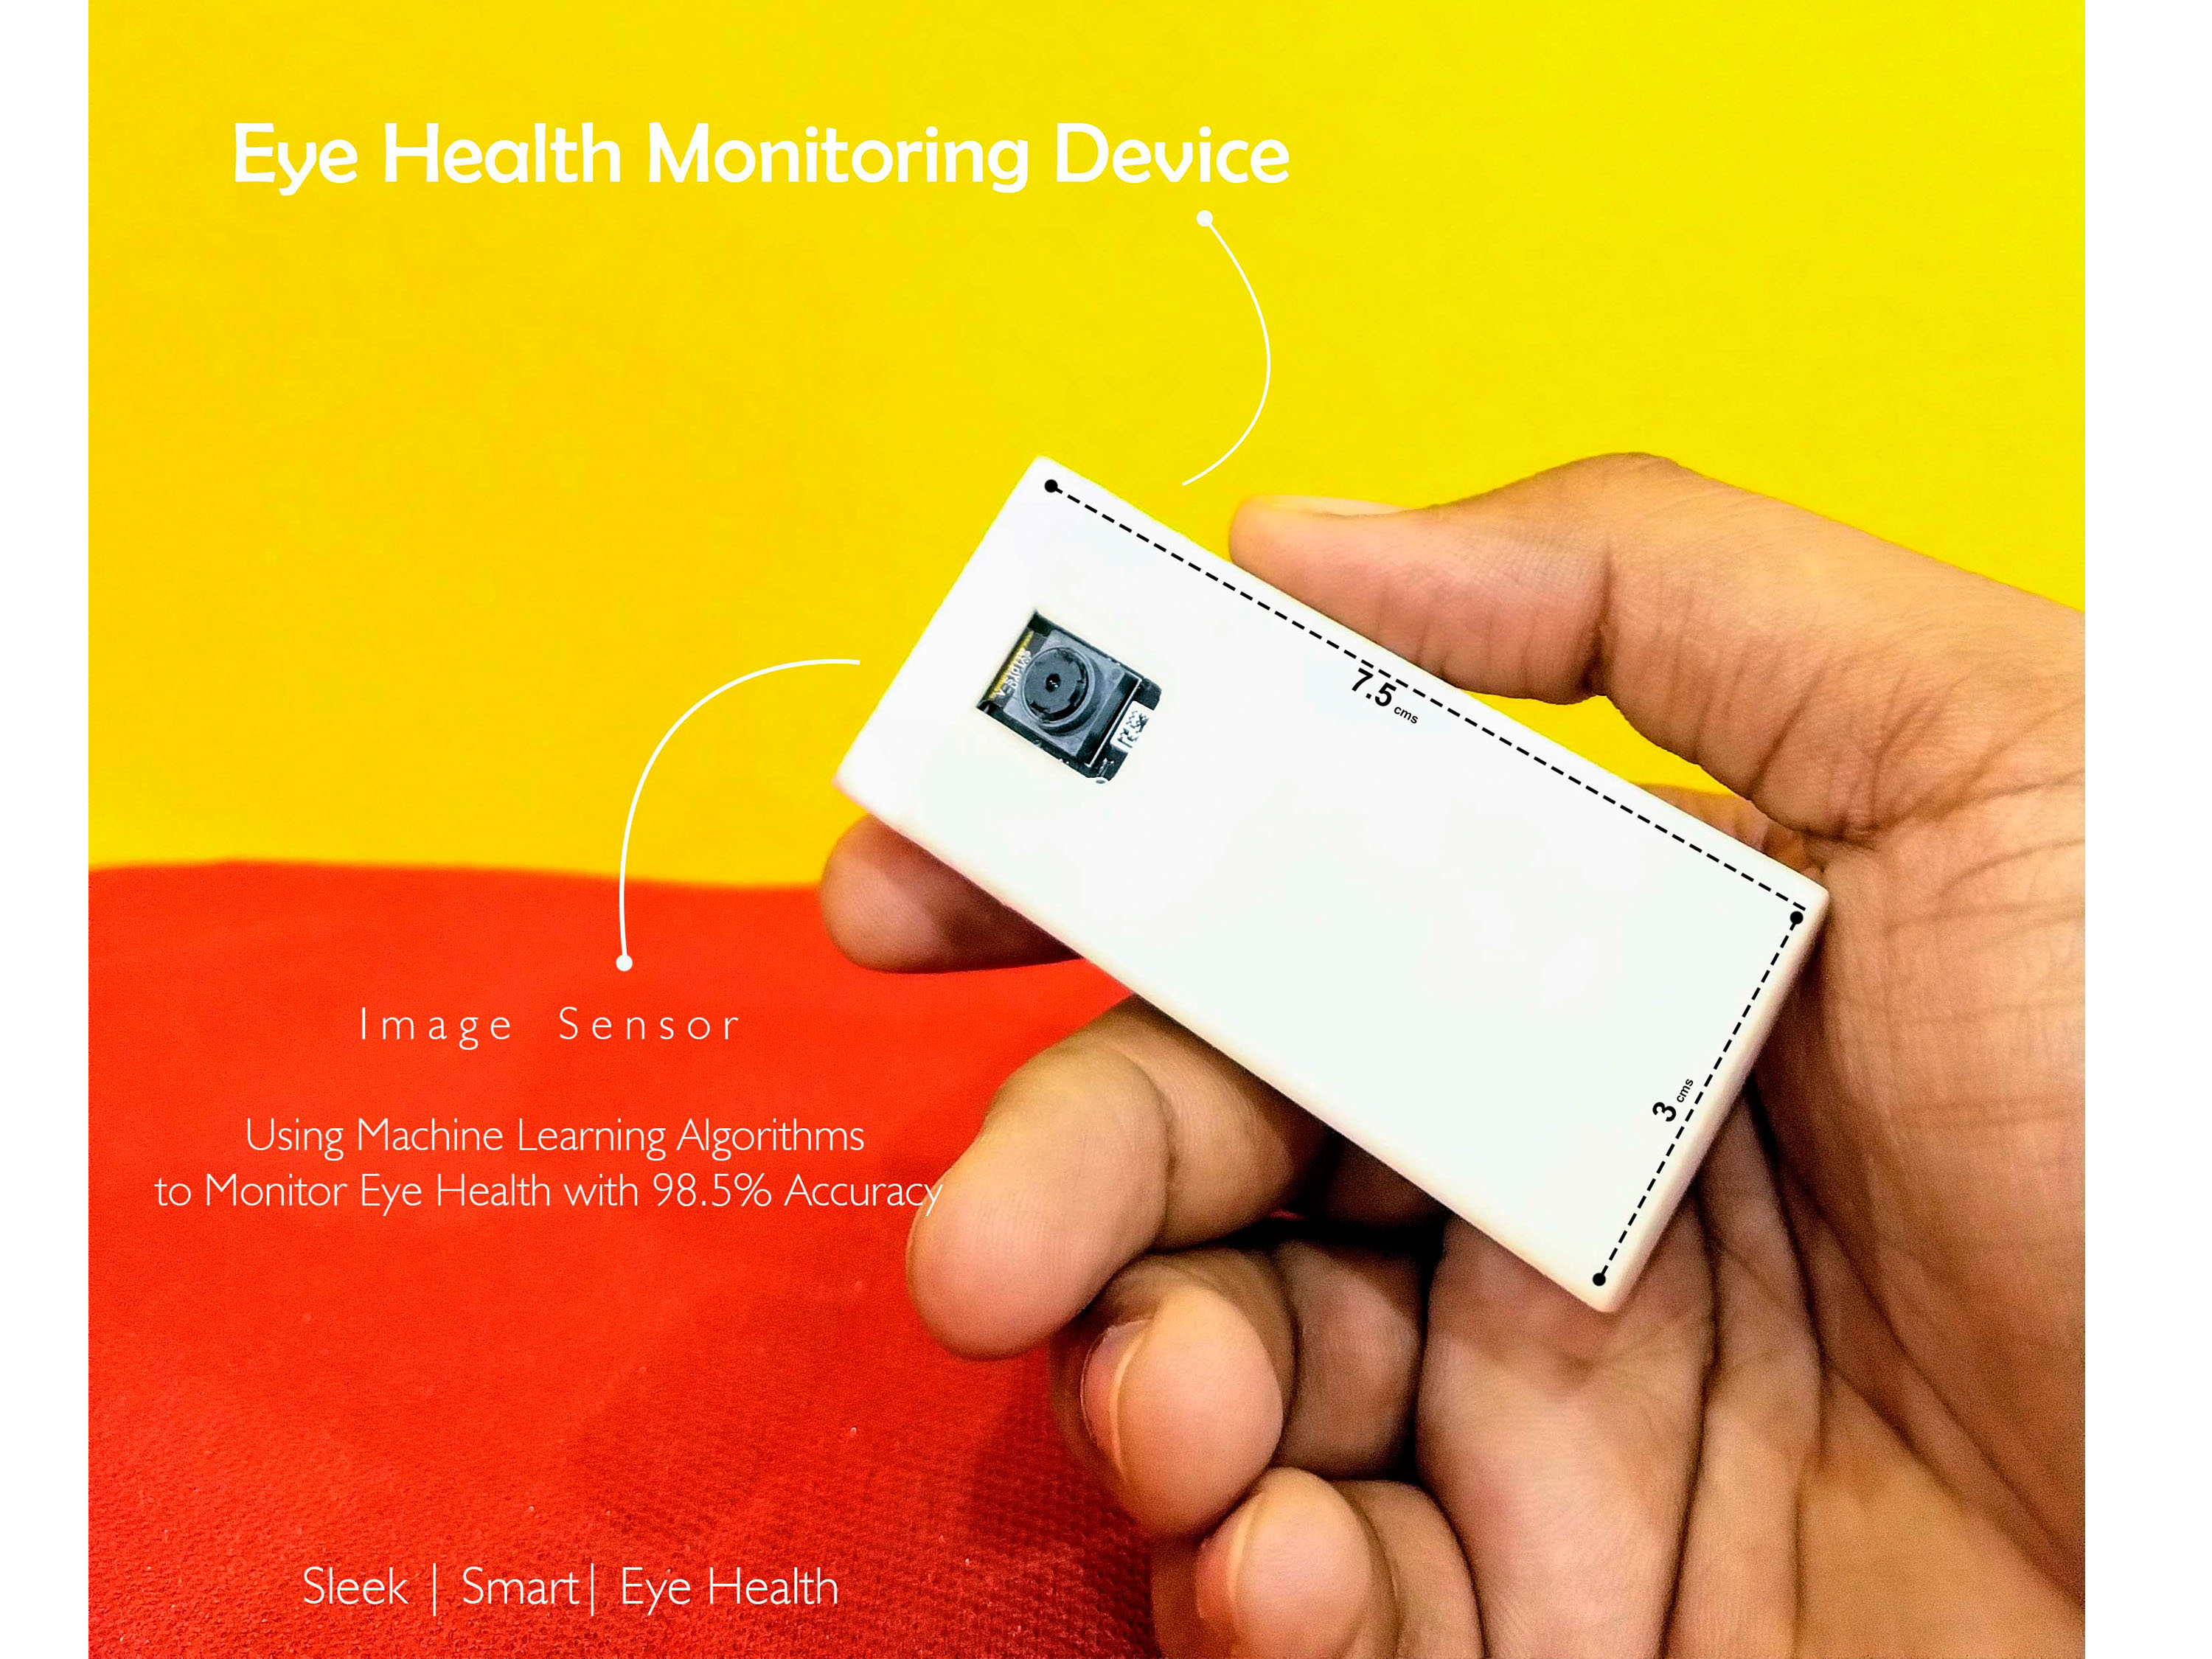 Eye Health Monitoring Device
7.5 cms
3 cms
Image Sensor
Using Machine Learning Algorithms
to Monitor Eye Health with 98.5% Accuracy
Sleek | Smart| Eye Health